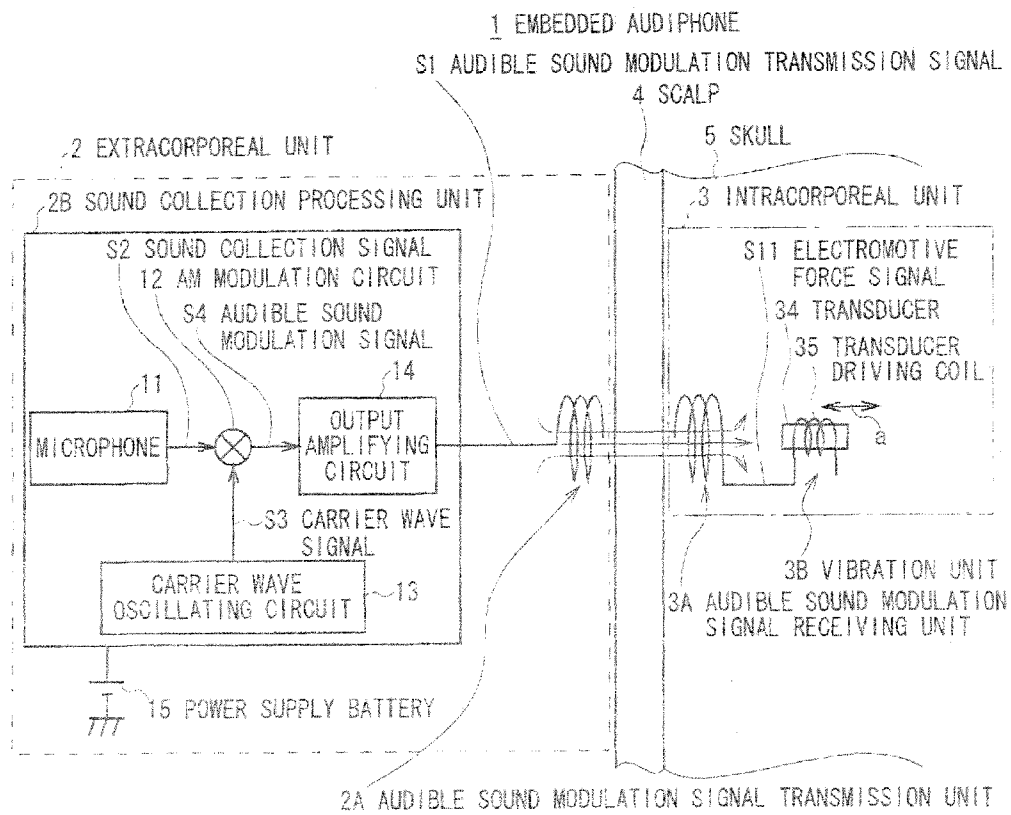 1 EMBEDDED AUDIPHONE
S1 AUDIBLE SOUND MODULATION TRANSMISSION SIGNAL
4 SCALP
5 SKULL
2 EXTRACORPOREAL UNIT
2B SOUND COLLECTION PROCESSING UNIT
3 INTRACORPOREAL UNIT
S2 SOUND COLLECTION SIGNAL
12 AM MODULATION CIRCUIT
S4 AUDIBLE SOUND
MODULATION SIGNAL
S11 ELECTROMOTIVE
FORCE SIGNAL
34 TRANSDUCER
35 TRANSDUCER
DRIVING COIL
11
14
MICROPHONE
OUTPUT
AMPLIFYING
CIRCUIT
a
S3 CARRIER WAVE
SIGNAL
CARRIER WAVE
OSCILLATING CIRCUIT
13
3B VIBRATION UNIT
3A AUDIBLE SOUND MODULATION
SIGNAL RECEIVING UNIT
15 POWER SUPPLY BATTERY
2A AUDIBLE SOUND MODULATION SIGNAL TRANSMISSION UNIT